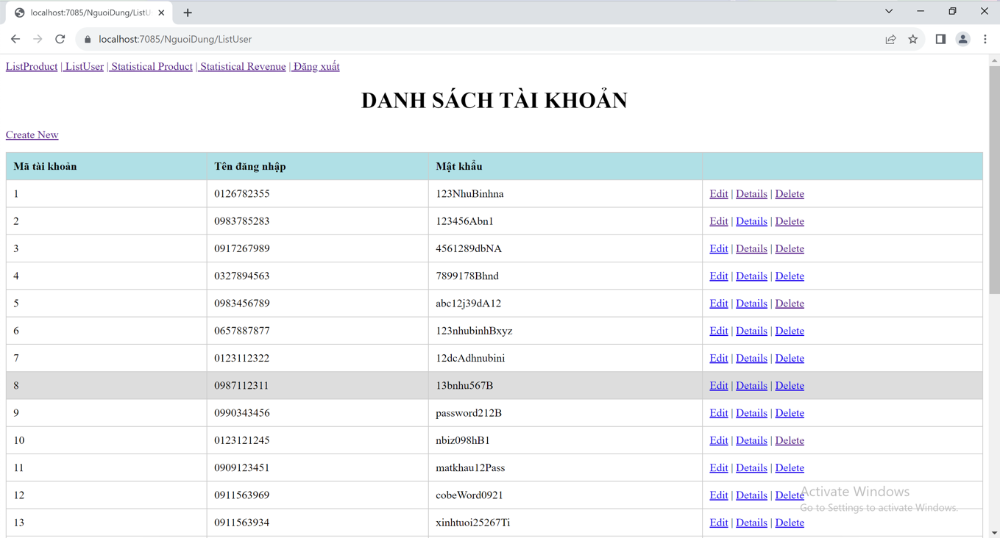 localhost:7085/NguoiDung/ListU
localhost:7085/NguoiDung/ListUser
ListProduct | ListUser | Statistical Product | Statistical Revenue | Đăng xuất
DANH SÁCH TÀI KHOẢN
Create New
Mã tài khoản Tên đăng nhập Mật khẩu
1 0126782355 123NhuBinhna Edit | Details | Delete
2 0983785283 123456Abn1 Edit | Details | Delete
3 0917267989 4561289dbNA Edit | Details | Delete
4 0327894563 7899178Bhnd Edit | Details | Delete
5 0983456789 abc12j39dA12 Edit | Details | Delete
6 0657887877 123nhubinhBxyz Edit | Details | Delete
7 0123112322 12dcAdhnubini Edit | Details | Delete
8 0987112311 13bnhu567B Edit | Details | Delete
9 0990343456 password212B Edit | Details | Delete
10 0123121245 nbiz098hB1 Edit | Details | Delete
11 0909123451 matkhau12Pass Edit | Details | Delete
12 0911563969 cobeWord0921 Edit | Details | Delete
13 0911563934 xinhtuoi25267Ti Edit | Details | Delete
Activate Windows
Go to Settings to activate Windows.